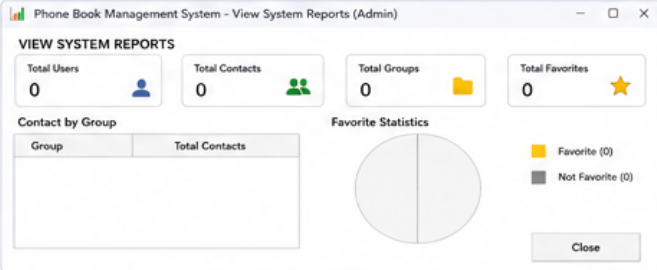 Phone Book Management System - View System Reports (Admin)
VIEW SYSTEM REPORTS
Total Users
0
Total Contacts
0
Total Groups
0
Total Favorites
0
Contact by Group
Group Total Contacts
Favorite Statistics
Favorite (0)
Not Favorite (0)
Close